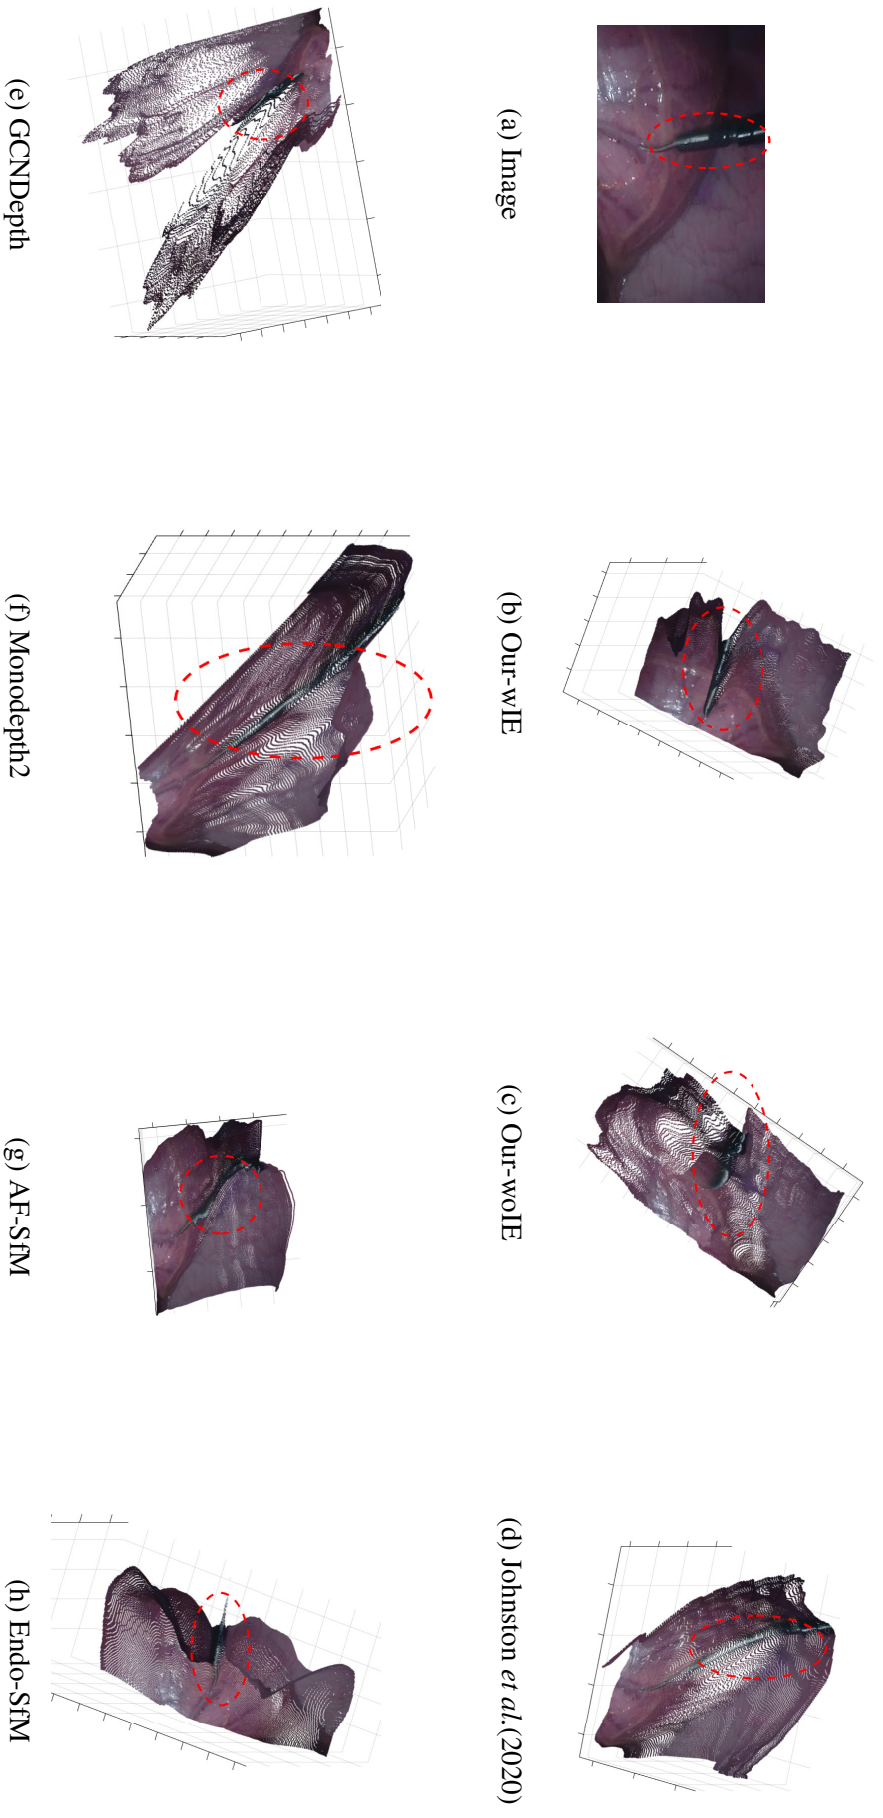 (a) Image
(b) Our-wIE
(c) Our-woIE
(d) Johnston et al.(2020)
(e) GCNDepth
(f) Monodepth2
(g) AF-SfM
(h) Endo-SfM